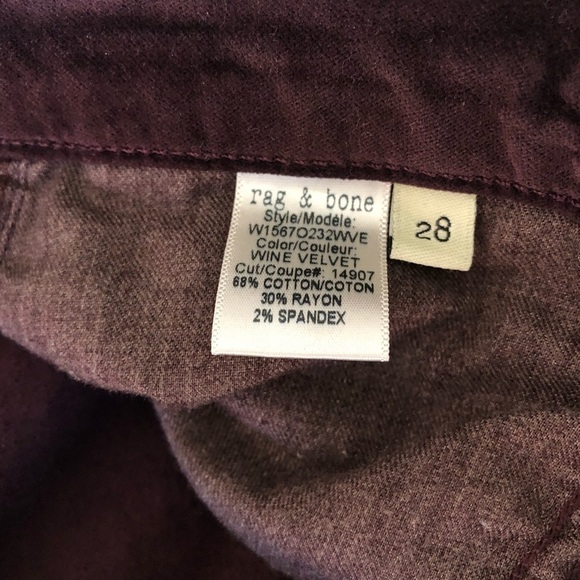 rag & bone
Style/Modèle:
W1567O232WVE
Color/Couleur:
WINE VELVET
Cut/Coupe#: 14907
68% COTTON/COTON
30% RAYON
2% SPANDEX
28